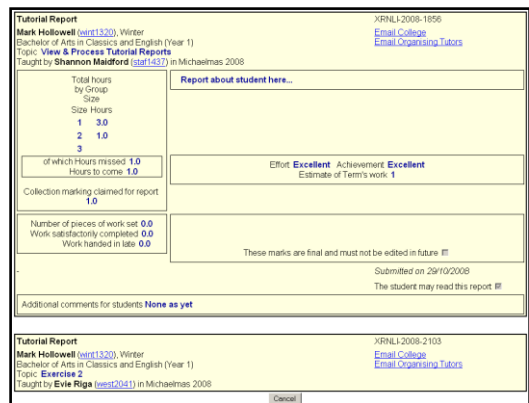 Tutorial Report XRNLI-2008-1856
Mark Hollowell (wint1320), Winter Email College
Bachelor of Arts in Classics and English (Year 1) Email Organising Tutors
Topic View & Process Tutorial Reports
Taught by Shannon Maidford (staf1437) in Michaelmas 2008
Total hours
by Group
Size
Size Hours
1 3.0
2 1.0
3
of which Hours missed 1.0
Hours to come 1.0
Collection marking claimed for report
1.0
Report about student here...
Effort Excellent Achievement Excellent
Estimate of Term's work 1
Number of pieces of work set 0.0
Work satisfactorily completed 0.0
Work handed in late 0.0
These marks are final and must not be edited in future
- Submitted on 29/10/2008
The student may read this report
Additional comments for students None as yet
Tutorial Report XRNLI-2008-2103
Mark Hollowell (wint1320), Winter Email College
Bachelor of Arts in Classics and English (Year 1) Email Organising Tutors
Topic Exercise 2
Taught by Evie Riga (west2041) in Michaelmas 2008
Cancel